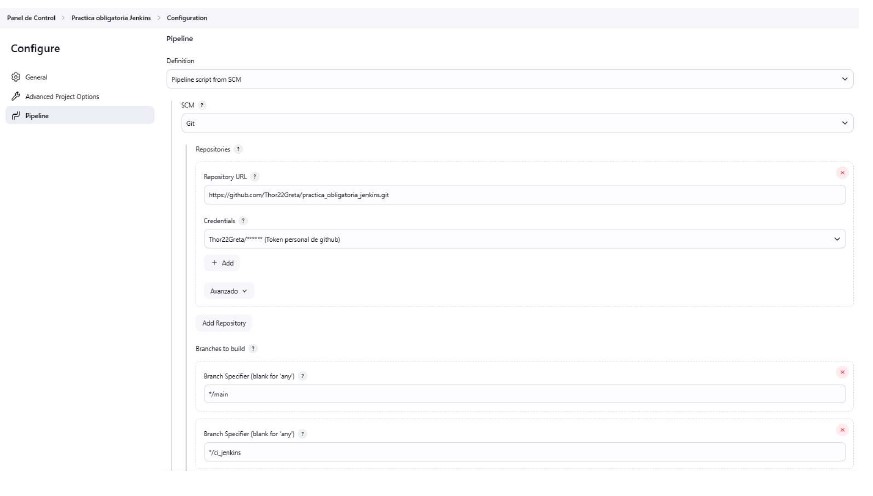 Panel de Control > Practica obligatoria Jenkins > Configuration
Configure
General
Advanced Project Options
Pipeline
Pipeline
Definition
Pipeline script from SCM
SCM ?
Git
Repositories ?
Repository URL ?
https://github.com/Thor22Greta/practica_obligatoria_jenkins.git
Credentials ?
Thor22Greta/****** (Token personal de github)
+ Add
Avanzado
Add Repository
Branches to build ?
Branch Specifier (blank for 'any') ?
*/main
Branch Specifier (blank for 'any') ?
*/ci_jenkins